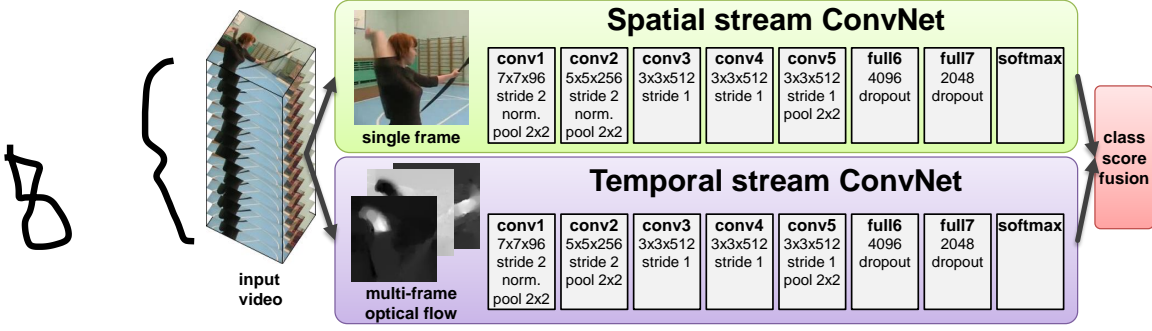 8
input
video
single frame
Spatial stream ConvNet
conv1
7x7x96
stride 2
norm.
pool 2x2
conv2
5x5x256
stride 2
norm.
pool 2x2
conv3
3x3x512
stride 1
conv4
3x3x512
stride 1
conv5
3x3x512
stride 1
pool 2x2
full6
4096
dropout
full7
2048
dropout
softmax
multi-frame
optical flow
Temporal stream ConvNet
conv1
7x7x96
stride 2
norm.
pool 2x2
conv2
5x5x256
stride 2
pool 2x2
conv3
3x3x512
stride 1
conv4
3x3x512
stride 1
conv5
3x3x512
stride 1
pool 2x2
full6
4096
dropout
full7
2048
dropout
softmax
class
score
fusion